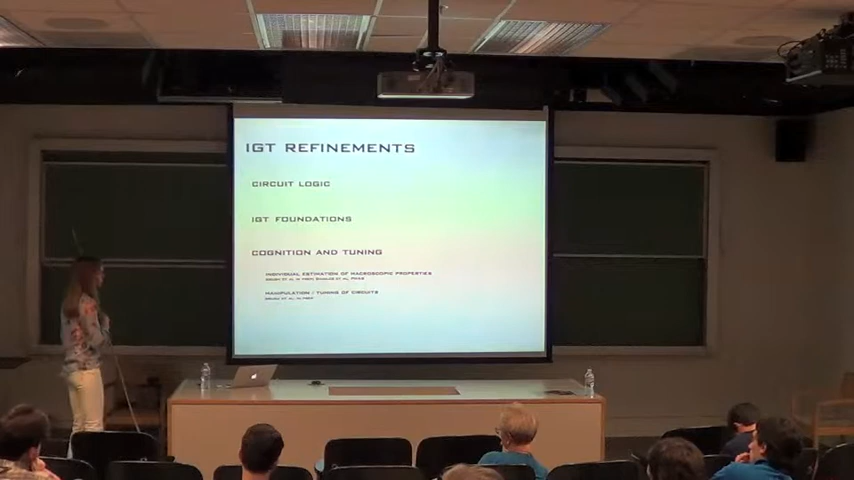 IGT REFINEMENTS
CIRCUIT LOGIC
IGT FOUNDATIONS
COGNITION AND TUNING
INDIVIDUAL ESTIMATION OF MACROSCOPIC PROPERTIES
MANIPULATION / TUNING OF CIRCUITS